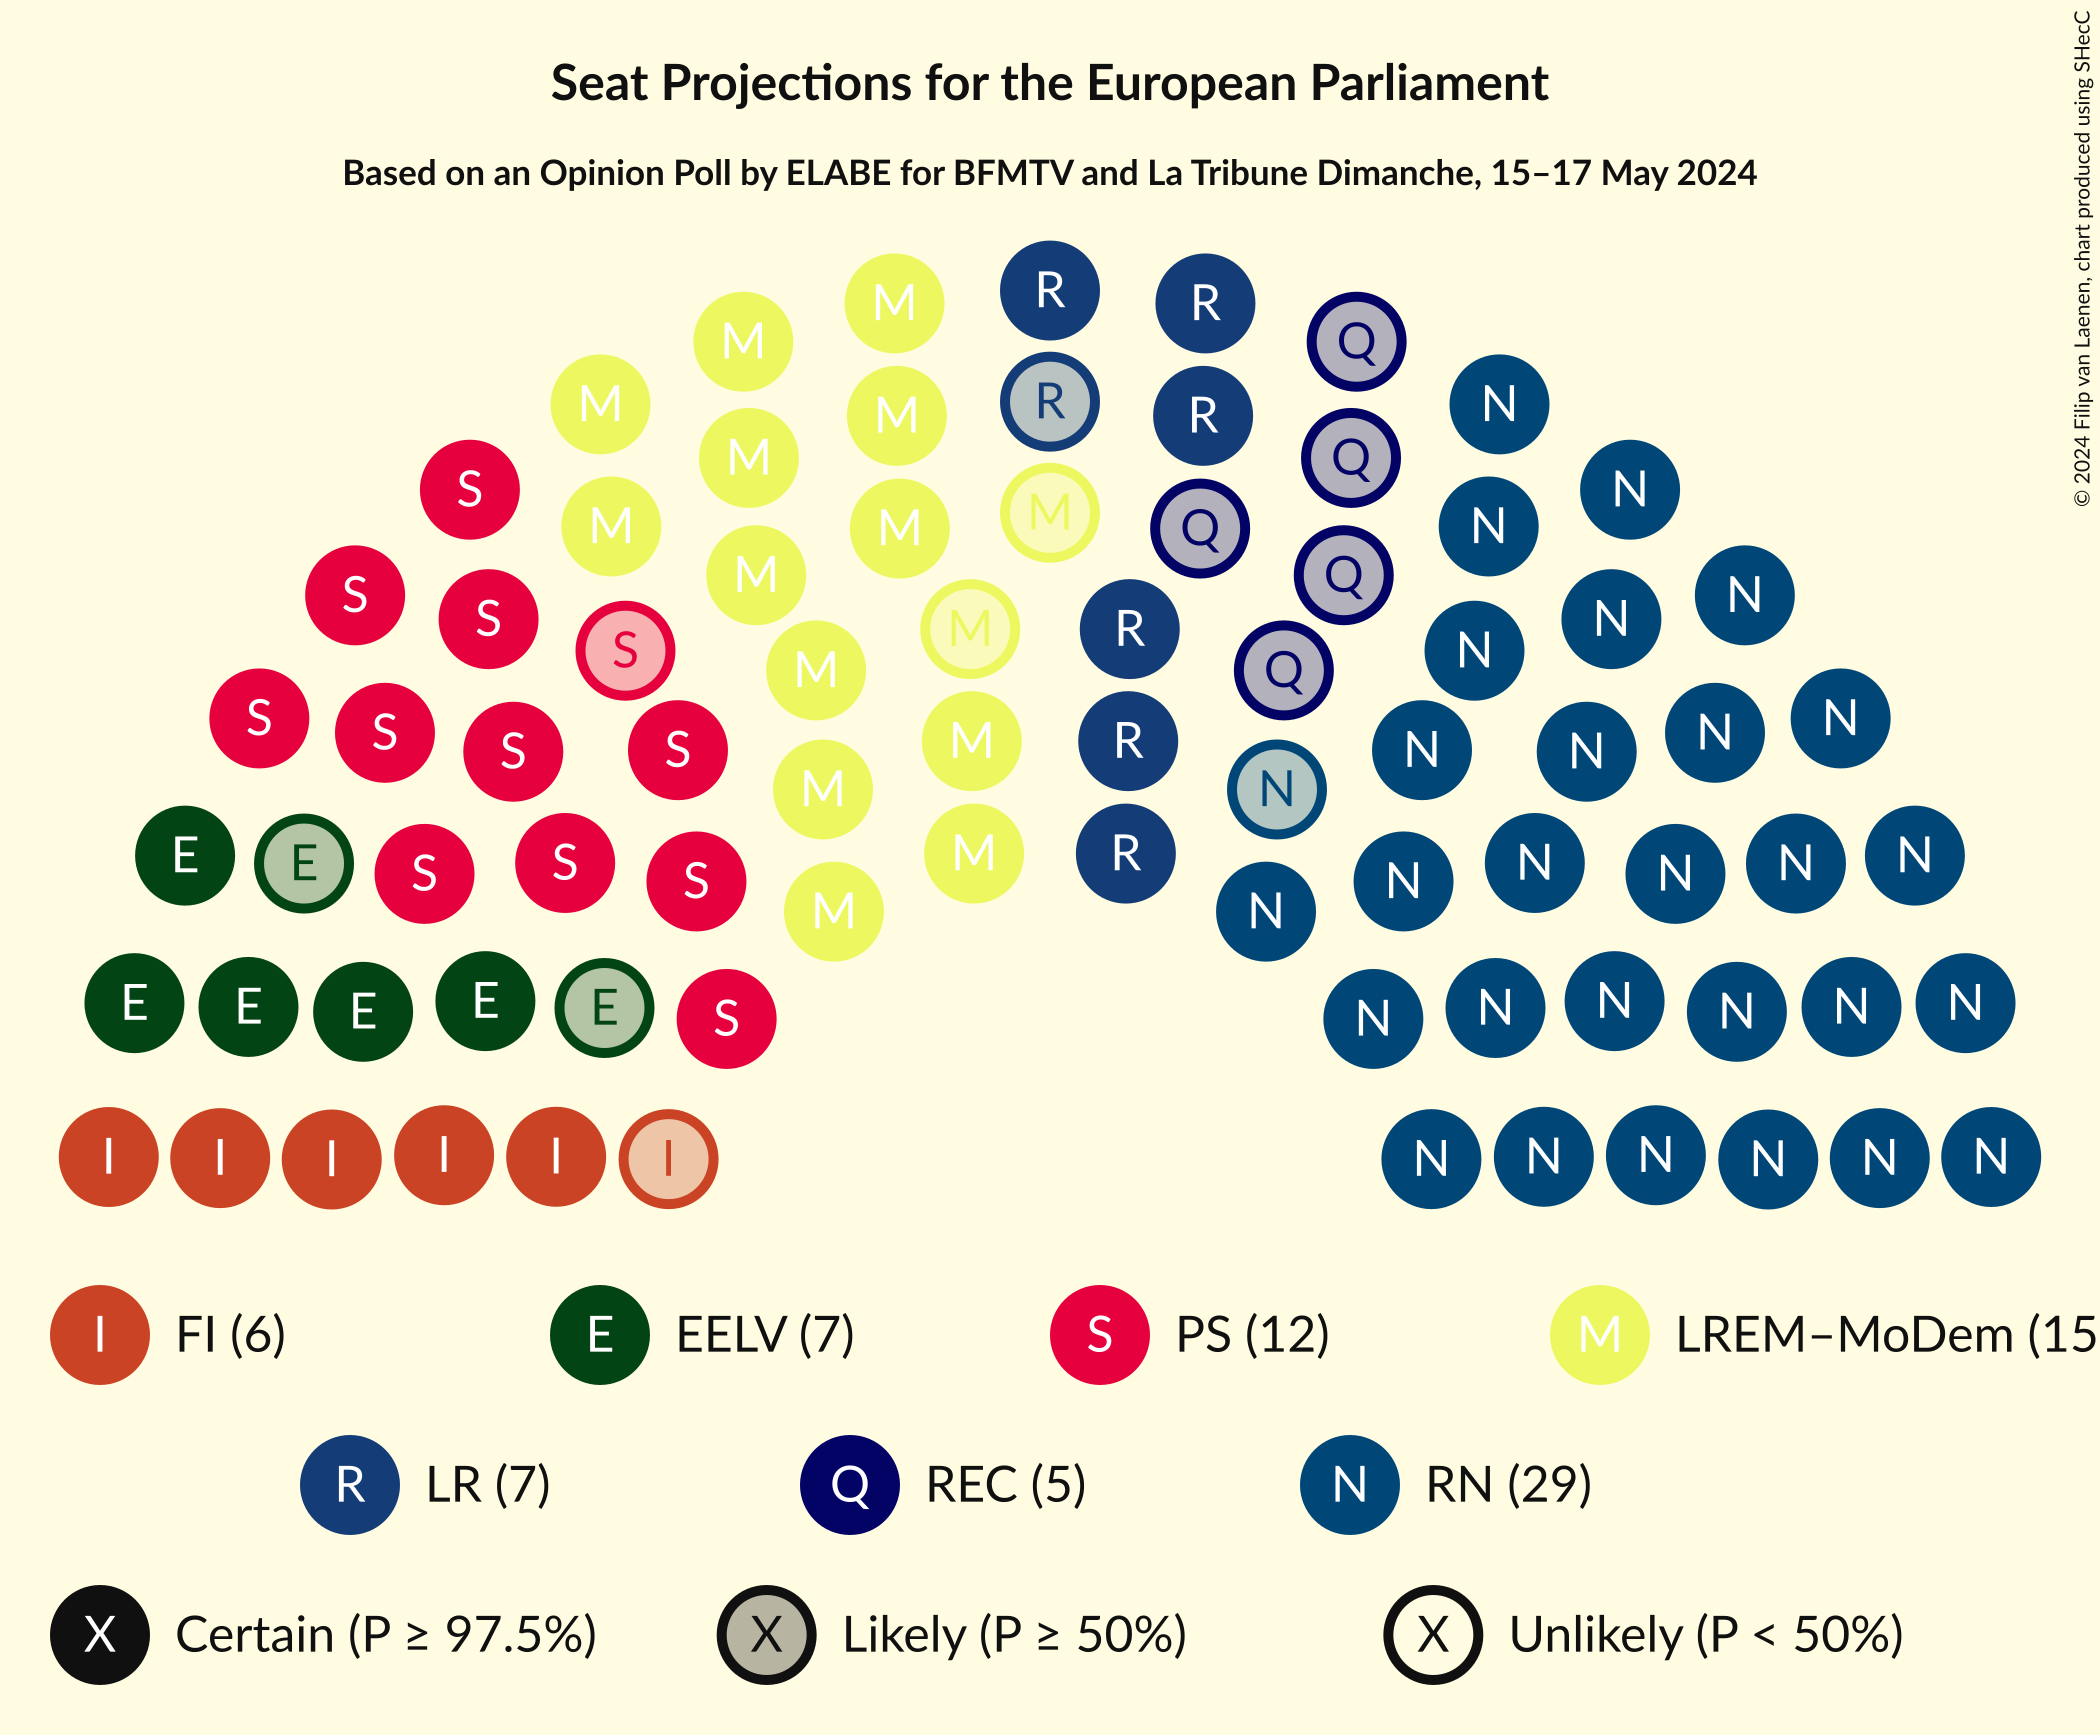 Seat Projections for the European Parliament
Based on an Opinion Poll by ELABE for BFMTV and La Tribune Dimanche, 15–17 May 2024
© 2024 Filip van Laenen, chart produced using SHecC
R
M R
M Q
R
M R
M N
M Q
M
S N
M
M N
M Q
M
S N
M Q
S N
M R
S N
M Q
S N
S N
S N
M R
S N
S N
M N
M R
E N
E N
S N
S N
S N
M N
E N
E N
E N
E N
E N
S N
I I I I I I N N N N N N
I FI (6) E EELV (7) S PS (12) M LREM–MoDem (15
R LR (7) Q REC (5) N RN (29)
X Certain (P ≥ 97.5%) X Likely (P ≥ 50%) X Unlikely (P < 50%)